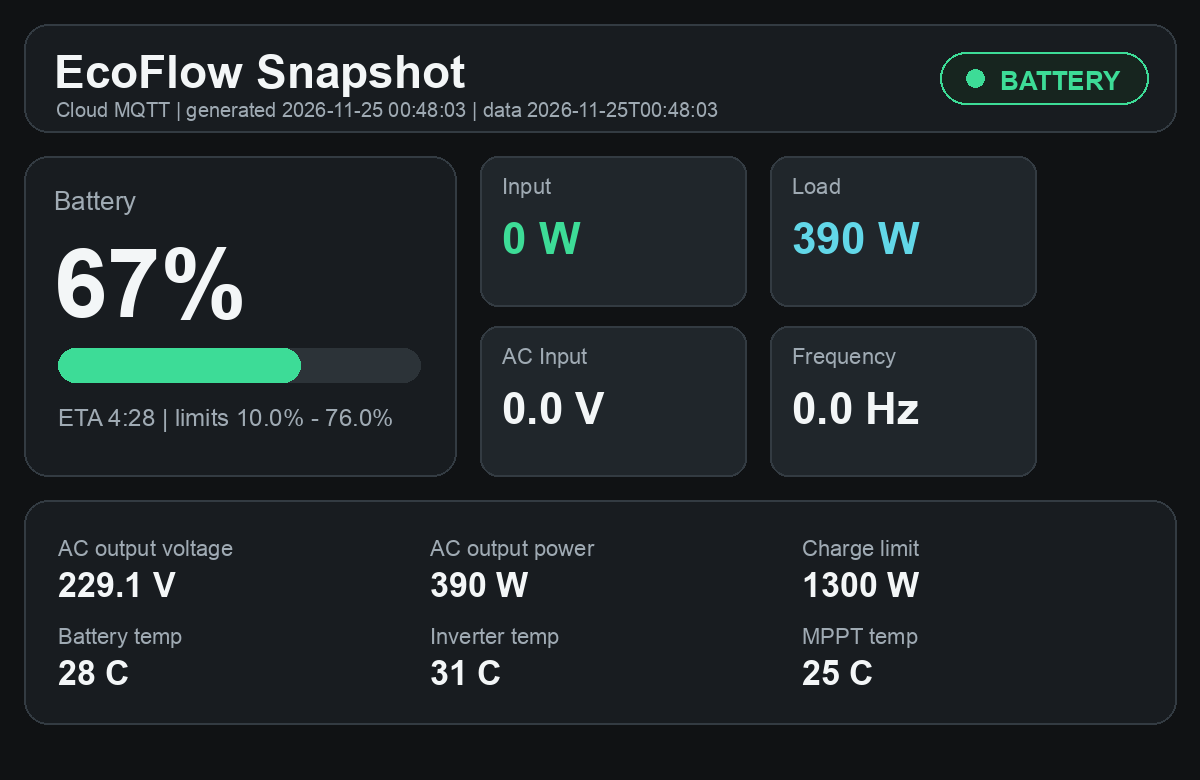 EcoFlow Snapshot
Cloud MQTT | generated 2026-11-25 00:48:03 | data 2026-11-25T00:48:03
BATTERY
Battery
67%
ETA 4:28 | limits 10.0% - 76.0%
Input
0 W
Load
390 W
AC Input
0.0 V
Frequency
0.0 Hz
AC output voltage
229.1 V
AC output power
390 W
Charge limit
1300 W
Battery temp
28 C
Inverter temp
31 C
MPPT temp
25 C